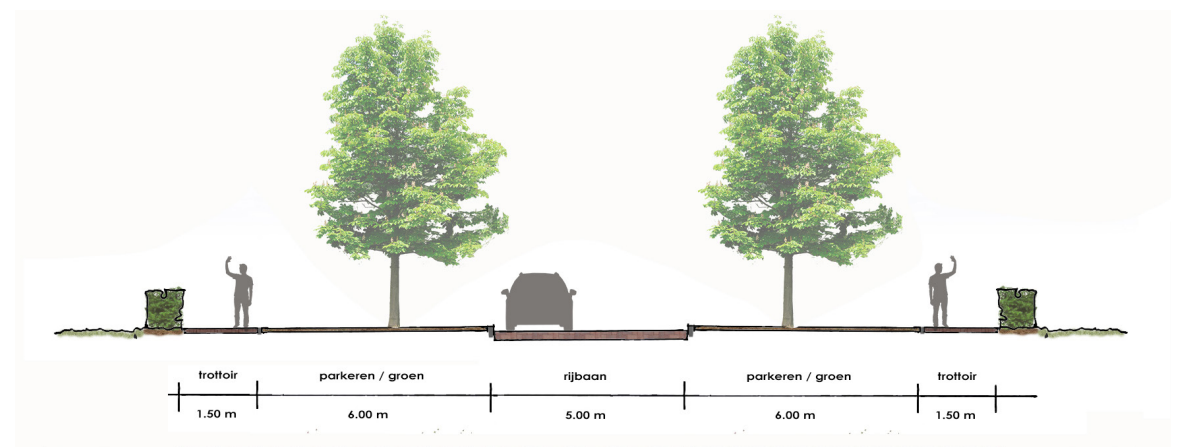 trottoir parkeren / groen rijbaan parkeren / groen trottoir
1.50 m 6.00 m 5.00 m 6.00 m 1.50 m